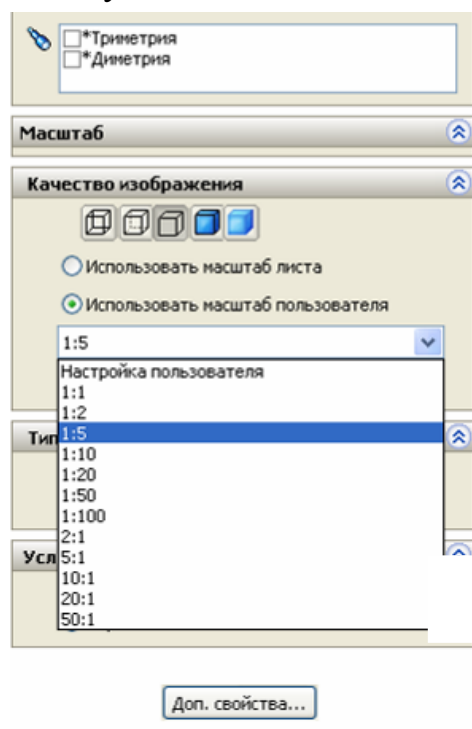 *Триметрия
*Диметрия
Масштаб
Качество изображения
Использовать масштаб листа
Использовать масштаб пользователя
1:5
Настройка пользователя
1:1
1:2
1:5
Тип
1:10
1:20
1:50
1:100
2:1
Усл
5:1
10:1
20:1
50:1
Доп. свойства...